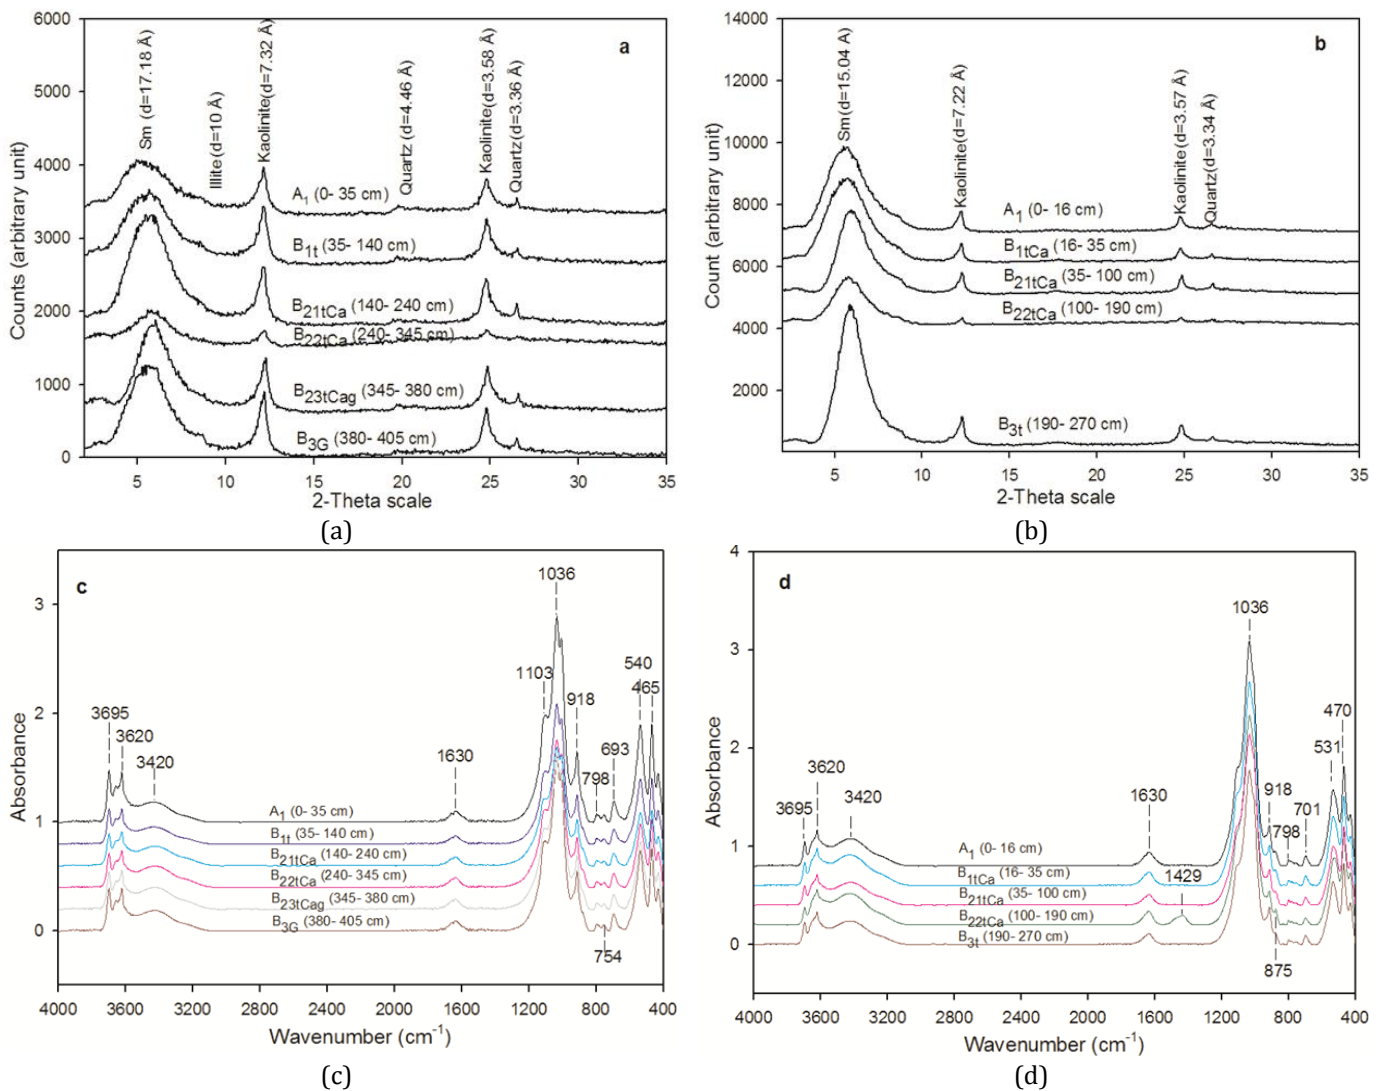 a
6000
5000
4000
3000
2000
1000
0
Counts (arbitrary unit)
Sm (d=17.18 Å)
Illite(d=10 Å)
Kaolinite(d=7.32 Å)
Quartz (d=4.46 Å)
Kaolinite(d=3.58 Å)
Quartz(d=3.36 Å)
A1 (0- 35 cm)
B1t (35- 140 cm)
B21tCa (140- 240 cm)
B22tCa (240- 345 cm)
B23tCag (345- 380 cm)
B3G (380- 405 cm)
5 10 15 20 25 30 35
2-Theta scale
(a)
b
14000
12000
10000
8000
6000
4000
2000
Count (arbitrary unit)
Sm(d=15.04 Å)
Kaolinite(d=7.22 Å)
Kaolinite(d=3.57 Å)
Quartz(d=3.34 Å)
A1 (0- 16 cm)
B1tCa (16- 35 cm)
B21tCa (35- 100 cm)
B22tCa (100- 190 cm)
B3t (190- 270 cm)
5 10 15 20 25 30 35
2-Theta scale
(b)
c
3
2
1
0
Absorbance
3695
3620
3420
1630
1103
1036
918
798
693
540
465
754
A1 (0- 35 cm)
B1t (35- 140 cm)
B21tCa (140- 240 cm)
B22tCa (240- 345 cm)
B23tCag (345- 380 cm)
B3G (380- 405 cm)
4000 3600 3200 2800 2400 2000 1600 1200 800 400
Wavenumber (cm-1)
(c)
d
4
3
2
1
0
Absorbance
3695
3620
3420
1630
1429
1036
918
798
701
531
470
875
A1 (0- 16 cm)
B1tCa (16- 35 cm)
B21tCa (35- 100 cm)
B22tCa (100- 190 cm)
B3t (190- 270 cm)
4000 3600 3200 2800 2400 2000 1600 1200 800 400
Wavenumber (cm-1)
(d)